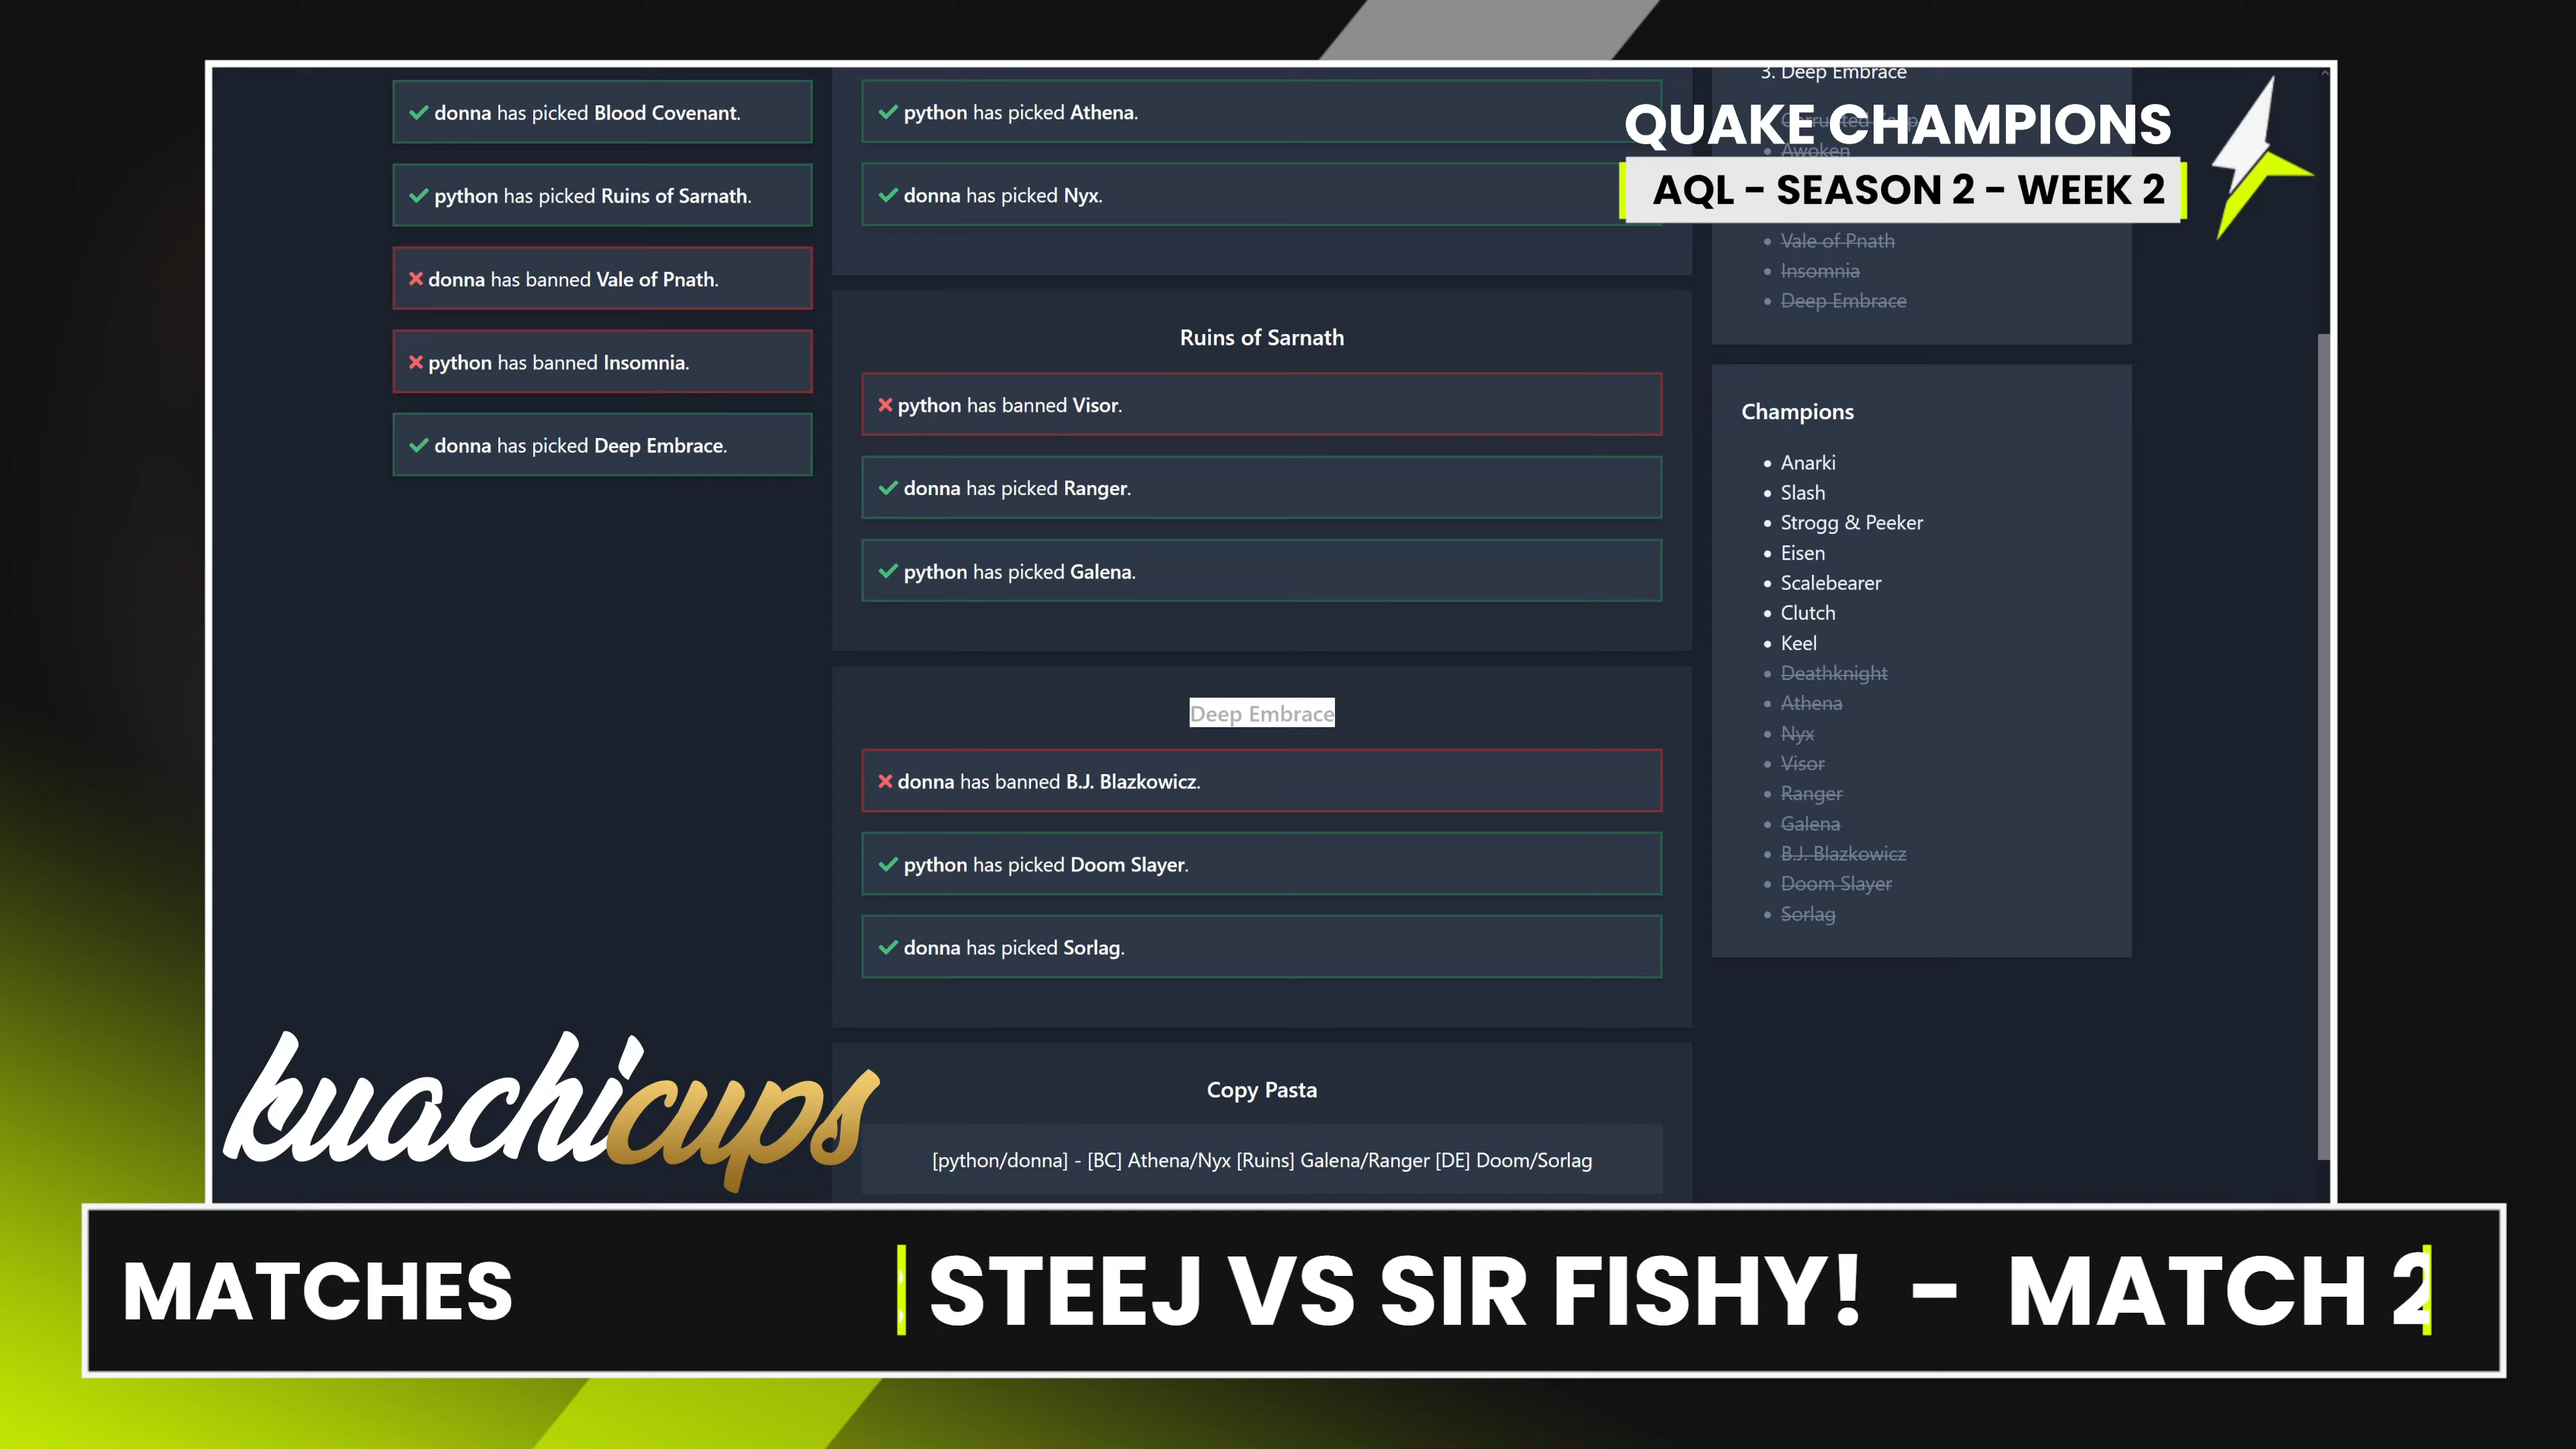 donna has picked Blood Covenant.
python has picked Ruins of Sarnath.
donna has banned Vale of Pnath.
python has banned Insomnia.
donna has picked Deep Embrace.
python has picked Athena.
donna has picked Nyx.
Ruins of Sarnath
python has banned Visor.
donna has picked Ranger.
python has picked Galena.
Deep Embrace
donna has banned B.J. Blazkowicz.
python has picked Doom Slayer.
donna has picked Sorlag.
Copy Pasta
[python/donna] - [BC] Athena/Nyx [Ruins] Galena/Ranger [DE] Doom/Sorlag
3. Deep Embrace
Corrupted Keep
Awoken
QUAKE CHAMPIONS
AQL - SEASON 2 - WEEK 2
Vale of Pnath
Insomnia
Deep Embrace
Champions
Anarki
Slash
Strogg & Peeker
Eisen
Scalebearer
Clutch
Keel
Deathknight
Athena
Nyx
Visor
Ranger
Galena
B.J. Blazkowicz
Doom Slayer
Sorlag
kuachicups
MATCHES
STEEJ VS SIR FISHY! - MATCH 2